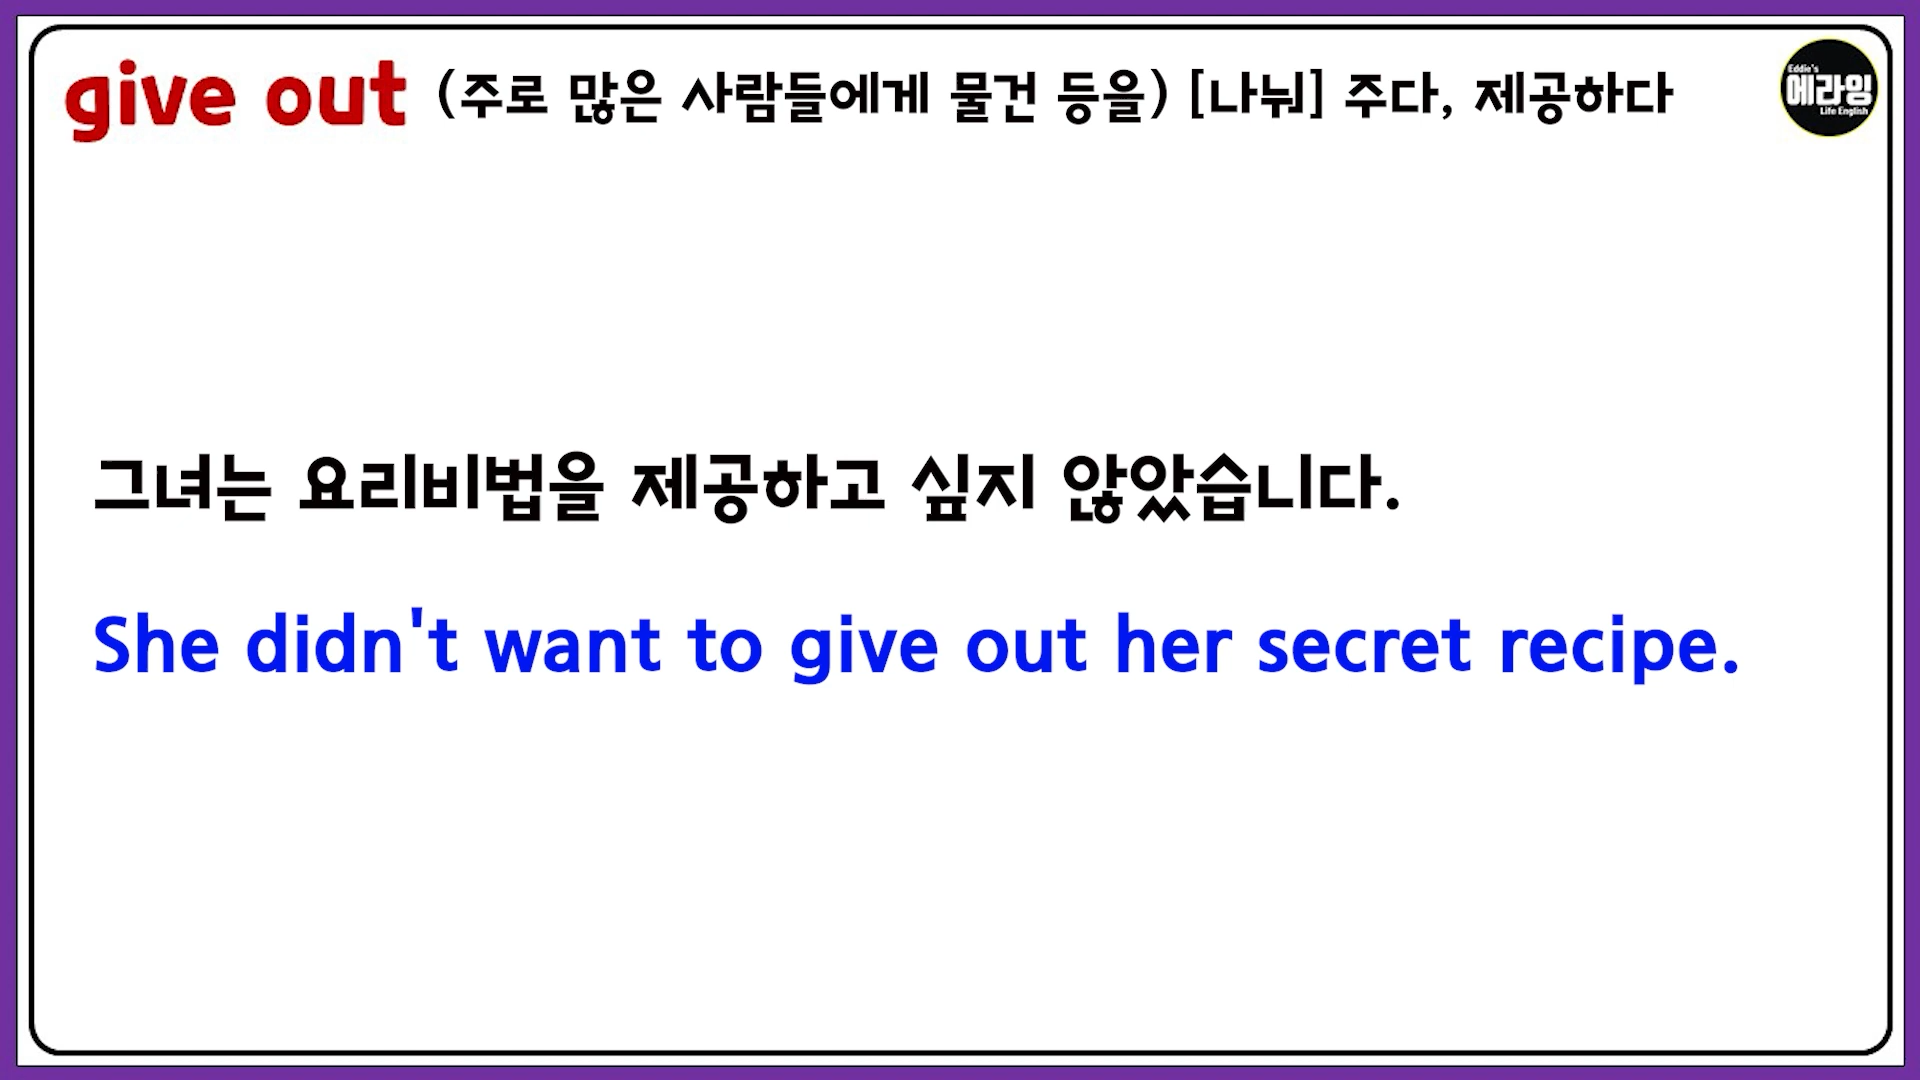 give out (주로 많은 사람들에게 물건 등을) [나눠] 주다, 제공하다
Eddie's
에라잉
Life English
그녀는 요리비법을 제공하고 싶지 않았습니다.
She didn't want to give out her secret recipe.